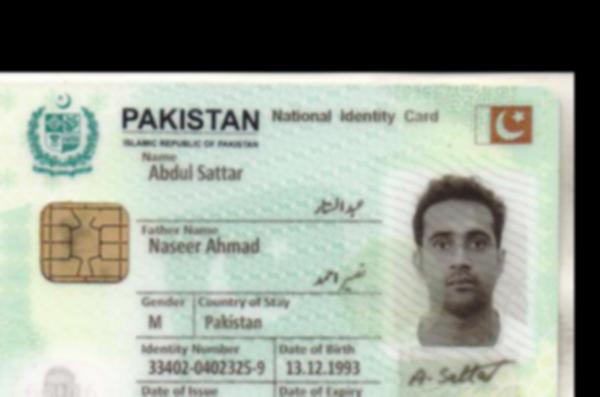 PAKISTAN National Identity Card
ISLAMIC REPUBLIC OF PAKISTAN
Name
Abdul Sattar
عبدالستار
Father Name
Naseer Ahmad
نصیر احمد
Gender Country of Stay
M Pakistan
Identity Number Date of Birth
33402-0402325-9 13.12.1993
A. Sattar
Date of Issue Date of Expiry